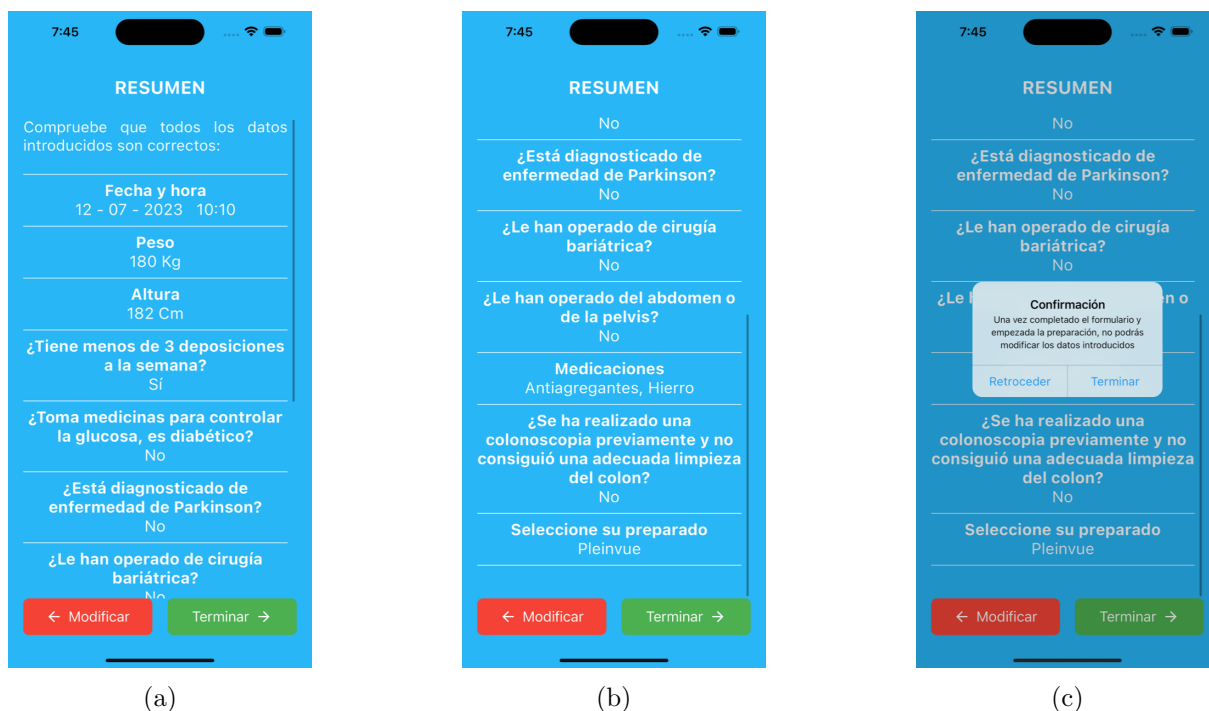 7:45
RESUMEN
Compruebe que todos los datos
introducidos son correctos:
Fecha y hora
12 - 07 - 2023 10:10
Peso
180 Kg
Altura
182 Cm
¿Tiene menos de 3 deposiciones
a la semana?
Sí
¿Toma medicinas para controlar
la glucosa, es diabético?
No
¿Está diagnosticado de
enfermedad de Parkinson?
No
¿Le han operado de cirugía
bariátrica?
No
← Modificar
Terminar →
(a)
7:45
RESUMEN
No
¿Está diagnosticado de
enfermedad de Parkinson?
No
¿Le han operado de cirugía
bariátrica?
No
¿Le han operado del abdomen o
de la pelvis?
No
Medicaciones
Antiagregantes, Hierro
¿Se ha realizado una
colonoscopia previamente y no
consiguió una adecuada limpieza
del colon?
No
Seleccione su preparado
Pleinvue
← Modificar
Terminar →
(b)
7:45
RESUMEN
No
¿Está diagnosticado de
enfermedad de Parkinson?
No
¿Le han operado de cirugía
bariátrica?
No
¿Le
o
Confirmación
Una vez completado el formulario y
empezada la preparación, no podrás
modificar los datos introducidos
Retroceder
Terminar
¿Se ha realizado una
colonoscopia previamente y no
consiguió una adecuada limpieza
del colon?
No
Seleccione su preparado
Pleinvue
← Modificar
Terminar →
(c)